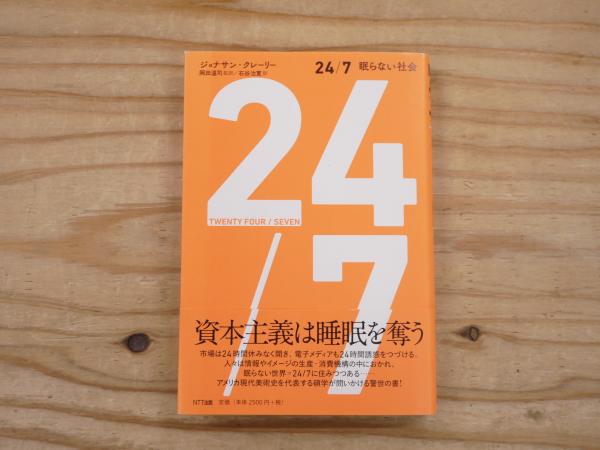 ジョナサン・クレーリー
岡田温司 監訳／石谷治寛 訳
24/7 眠らない社会
24
TWENTY FOUR / SEVEN
/7
資本主義は睡眠を奪う
市場は24時間休みなく開き、電子メディアも24時間誘惑をつづける。
人々は情報やイメージの生産・消費機構の中におかれ、
眠らない世界=24/7に住みつつある……
アメリカ現代美術史を代表する碩学が問いかける警世の書!
NTT出版 定価（本体2500円+税）